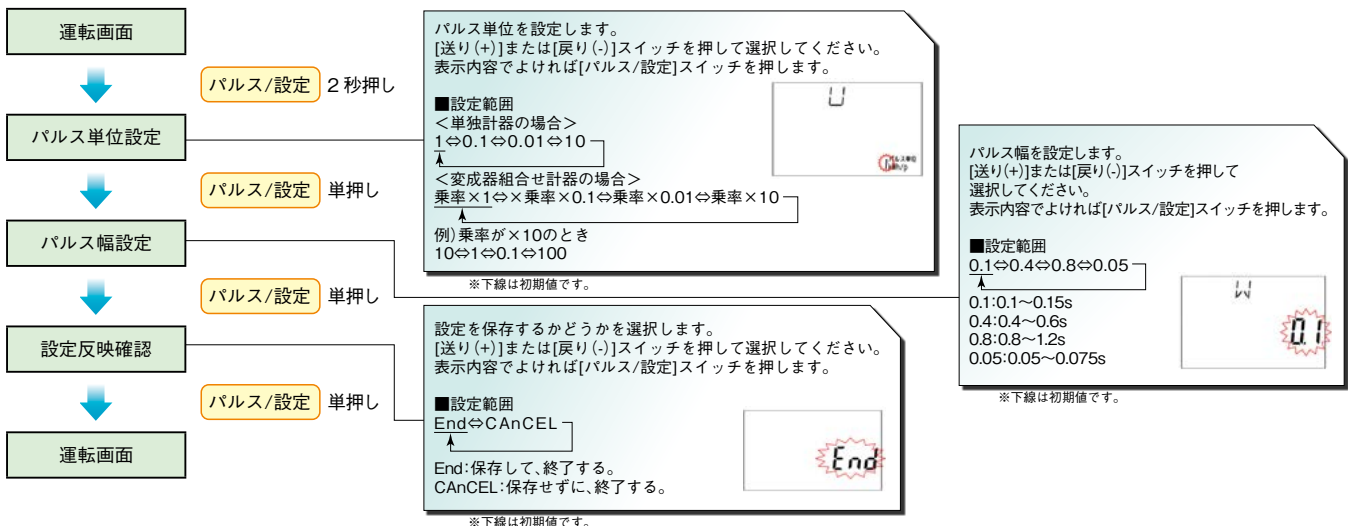 運転画面
パルス/設定 2秒押し
パルス単位設定
パルス/設定 単押し
パルス幅設定
パルス/設定 単押し
設定反映確認
パルス/設定 単押し
運転画面
パルス単位を設定します。
[送り(+)]または[戻り(-)]スイッチを押して選択してください。
表示内容でよければ[パルス/設定]スイッチを押します。
■設定範囲
<単独計器の場合>
1⇔0.1⇔0.01⇔10
<変成器組合せ計器の場合>
乗率×1⇔×乗率×0.1⇔乗率×0.01⇔乗率×10
例)乗率が×10のとき
10⇔1⇔0.1⇔100
U
パルス単位
※下線は初期値です。
パルス幅を設定します。
[送り(+)]または[戻り(-)]スイッチを押して
選択してください。
表示内容でよければ[パルス/設定]スイッチを押します。
■設定範囲
0.1⇔0.4⇔0.8⇔0.05
0.1:0.1～0.15s
0.4:0.4～0.6s
0.8:0.8～1.2s
0.05:0.05～0.075s
W
0.1
※下線は初期値です。
設定を保存するかどうかを選択します。
[送り(+)]または[戻り(-)]スイッチを押して選択してください。
表示内容でよければ[パルス/設定]スイッチを押します。
■設定範囲
End⇔CAnCEL
End:保存して、終了する。
CAnCEL:保存せずに、終了する。
End
※下線は初期値です。